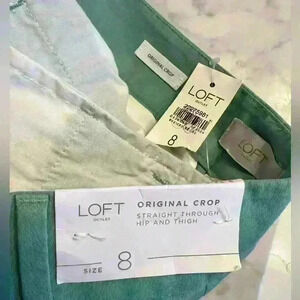 ORIGINAL CROP
LOFT
OUTLET
8
LOFT
LOFT
OUTLET
ORIGINAL CROP
STRAIGHT THROUGH
HIP AND THIGH
SIZE 8